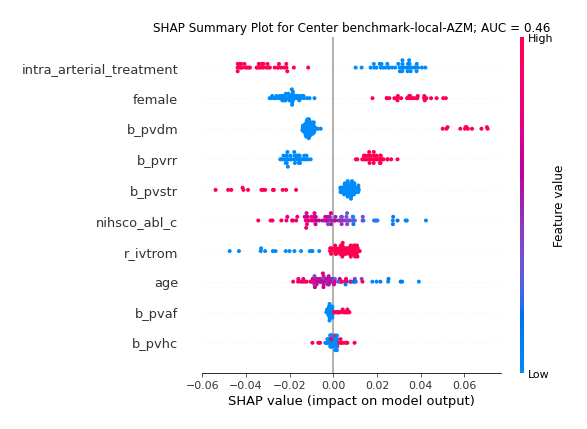 SHAP Summary Plot for Center benchmark-local-AZM; AUC = 0.46
High
intra_arterial_treatment
female
b_pvdm
b_pvrr
b_pvstr
nihsco_abl_c
r_ivtrom
age
b_pvaf
b_pvhc
Feature value
Low
−0.06 −0.04 −0.02 0.00 0.02 0.04 0.06
SHAP value (impact on model output)